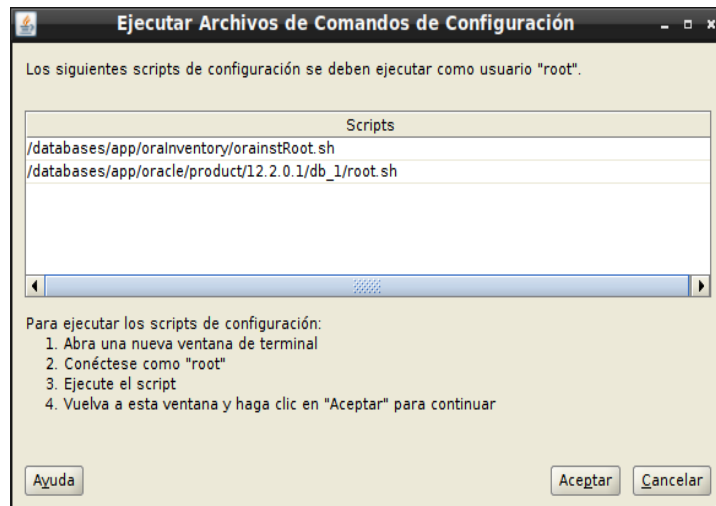 Ejecutar Archivos de Comandos de Configuración
Los siguientes scripts de configuración se deben ejecutar como usuario "root".
Scripts
/databases/app/oraInventory/orainstRoot.sh
/databases/app/oracle/product/12.2.0.1/db_1/root.sh
Para ejecutar los scripts de configuración:
1. Abra una nueva ventana de terminal
2. Conéctese como "root"
3. Ejecute el script
4. Vuelva a esta ventana y haga clic en "Aceptar" para continuar
Ayuda
Aceptar
Cancelar